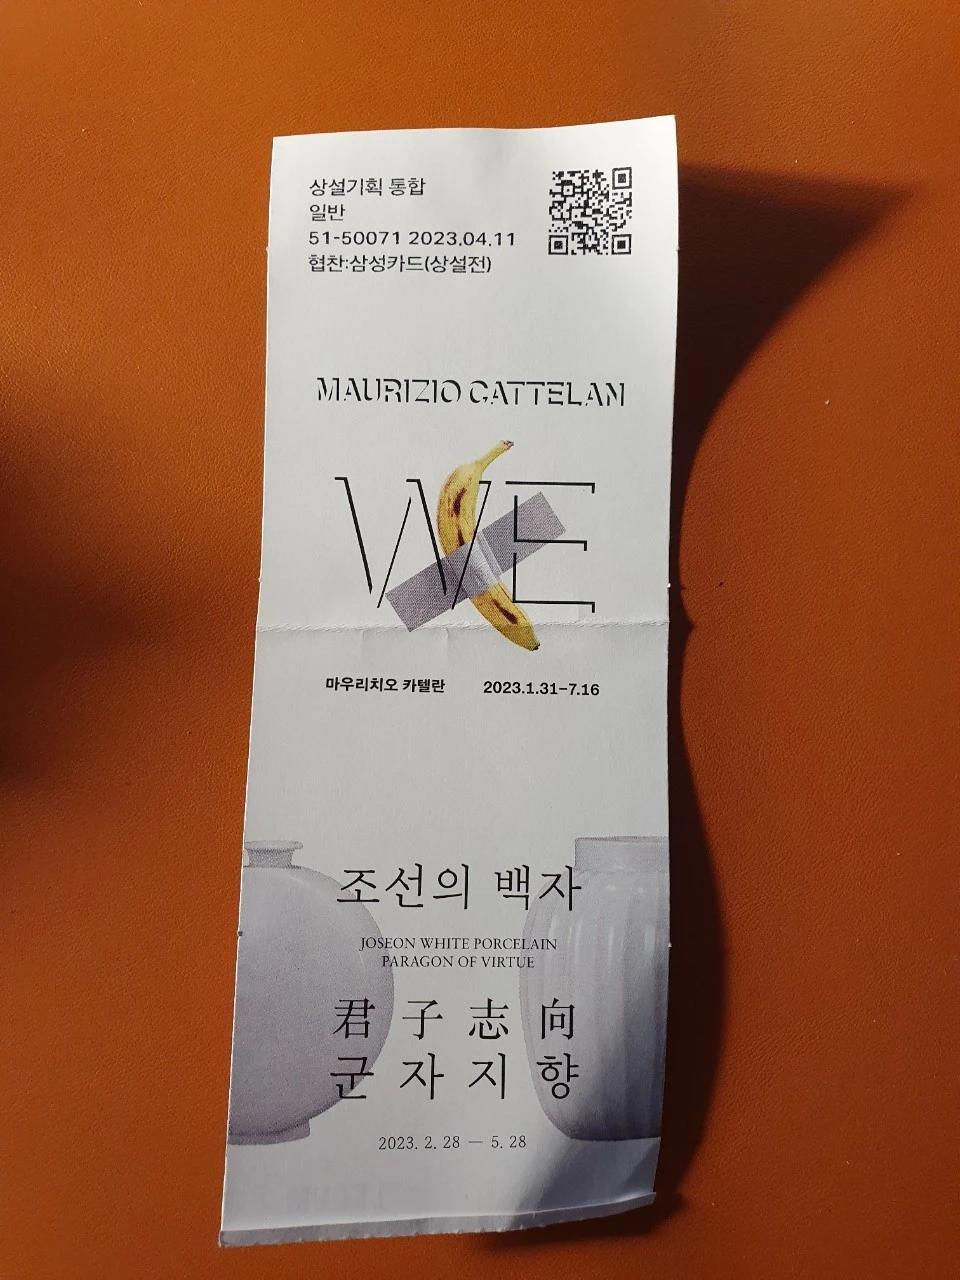 상설기획 통합
일반
51-50071 2023.04.11
협찬:삼성카드(상설전)
MAURIZIO CATTELAN
WE
마우리치오 카텔란 2023.1.31–7.16
조선의 백자
JOSEON WHITE PORCELAIN
PARAGON OF VIRTUE
君子志向
군자지향
2023. 2. 28 — 5. 28